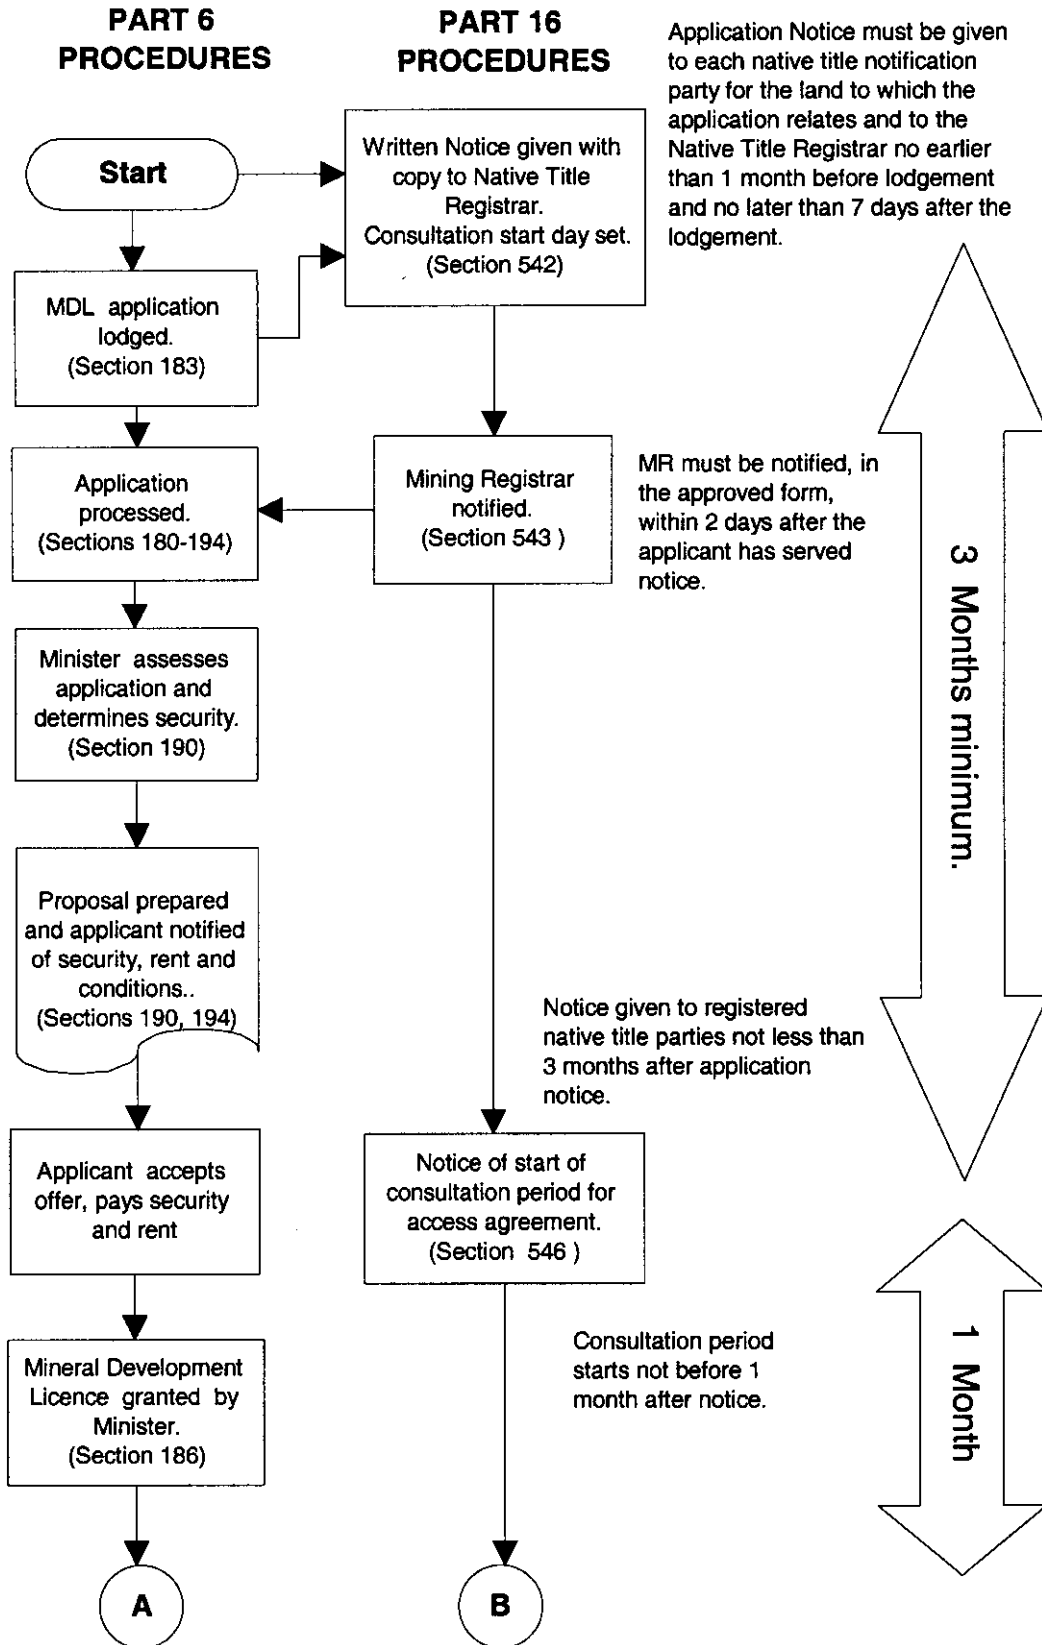 PART 6
PROCEDURES
PART 16
PROCEDURES
Application Notice must be given
to each native title notification
party for the land to which the
application relates and to the
Native Title Registrar no earlier
than 1 month before lodgement
and no later than 7 days after the
lodgement.
Start
Written Notice given with
copy to Native Title
Registrar.
Consultation start day set.
(Section 542)
MDL application
lodged.
(Section 183)
Application
processed.
(Sections 180-194)
Mining Registrar
notified.
(Section 543 )
MR must be notified, in
the approved form,
within 2 days after the
applicant has served
notice.
3 Months minimum.
Minister assesses
application and
determines security.
(Section 190)
Proposal prepared
and applicant notified
of security, rent and
conditions..
(Sections 190, 194)
Notice given to registered
native title parties not less than
3 months after application
notice.
Applicant accepts
offer, pays security
and rent
Notice of start of
consultation period for
access agreement.
(Section 546 )
Mineral Development
Licence granted by
Minister.
(Section 186)
Consultation period
starts not before 1
month after notice.
1 Month
A
B